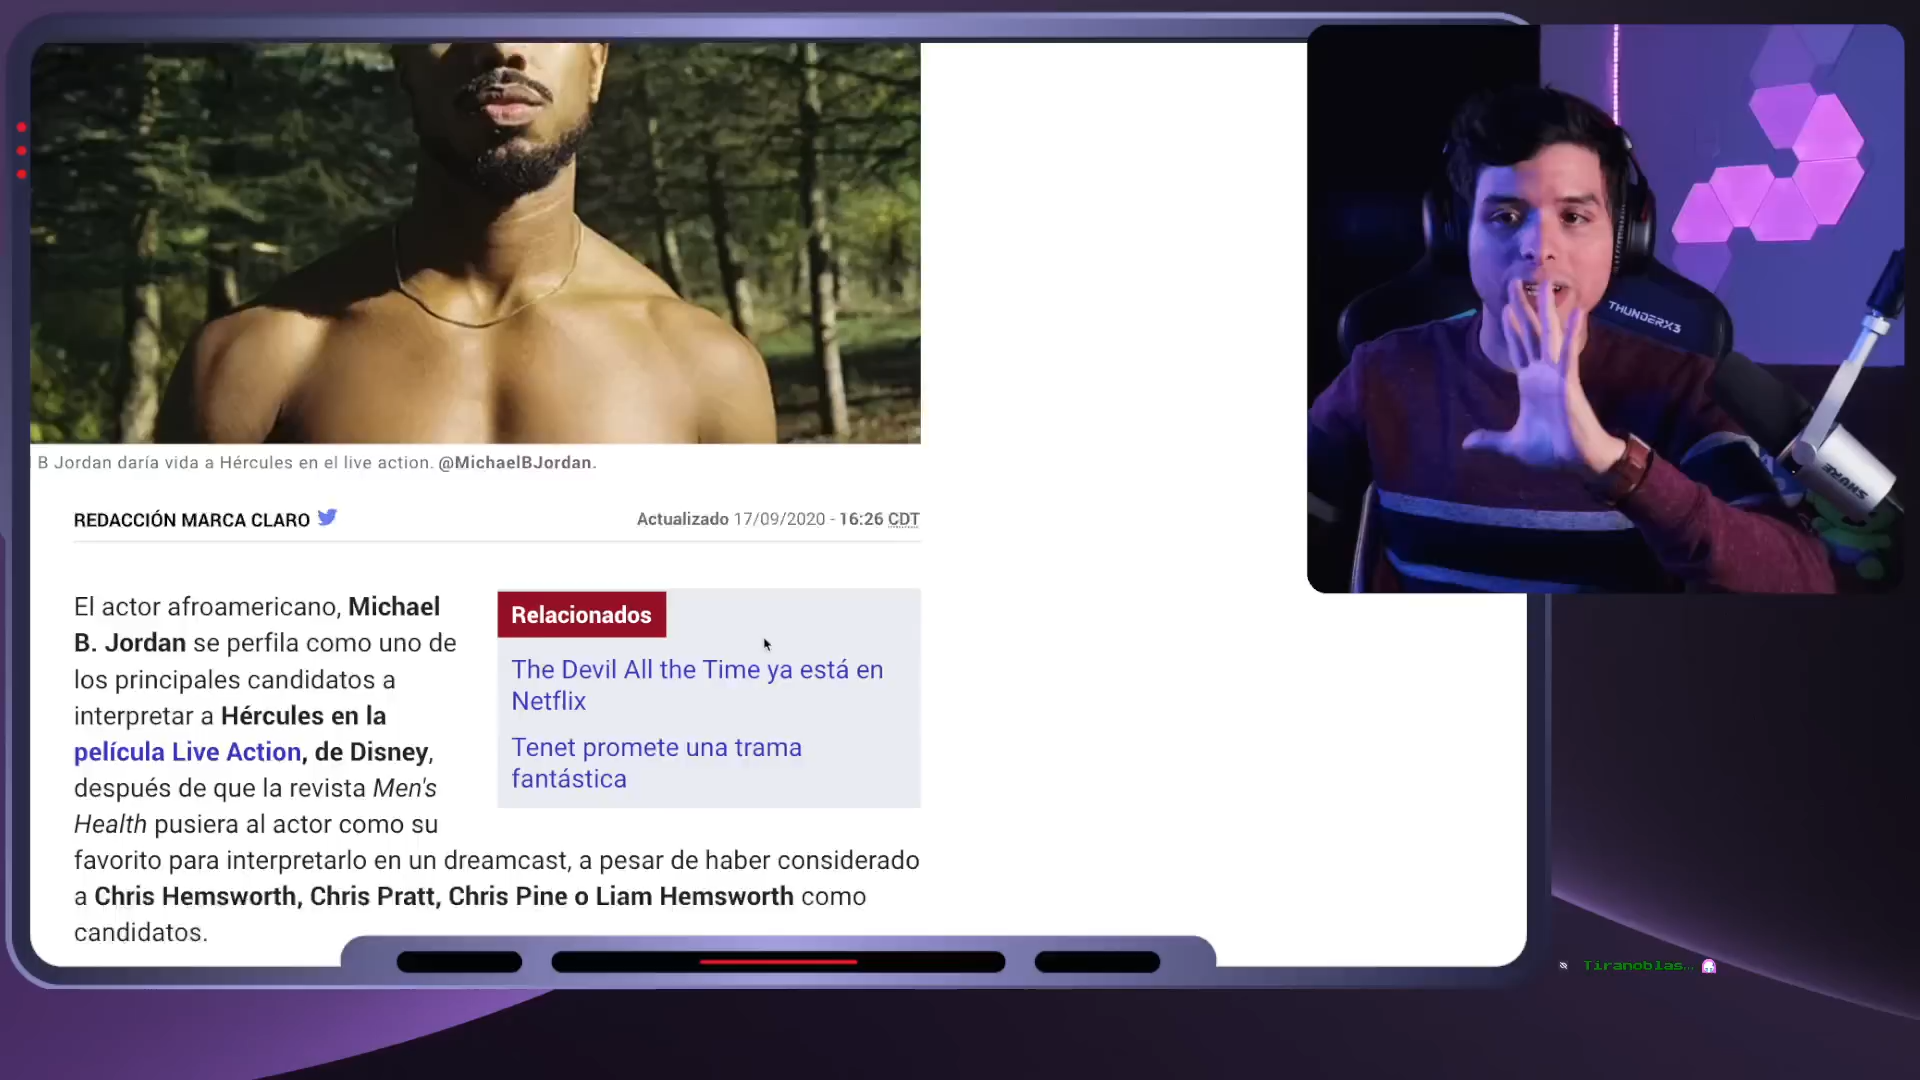 B Jordan daría vida a Hércules en el live action. @MichaelBJordan.
REDACCIÓN MARCA CLARO
Actualizado 17/09/2020 - 16:26 CDT
El actor afroamericano, Michael
B. Jordan se perfila como uno de
los principales candidatos a
interpretar a Hércules en la
película Live Action, de Disney,
después de que la revista Men's
Health pusiera al actor como su
favorito para interpretarlo en un dreamcast, a pesar de haber considerado
a Chris Hemsworth, Chris Pratt, Chris Pine o Liam Hemsworth como
candidatos.
Relacionados
The Devil All the Time ya está en
Netflix
Tenet promete una trama
fantástica
THUNDERX3
SHURE
Tiranoblas...